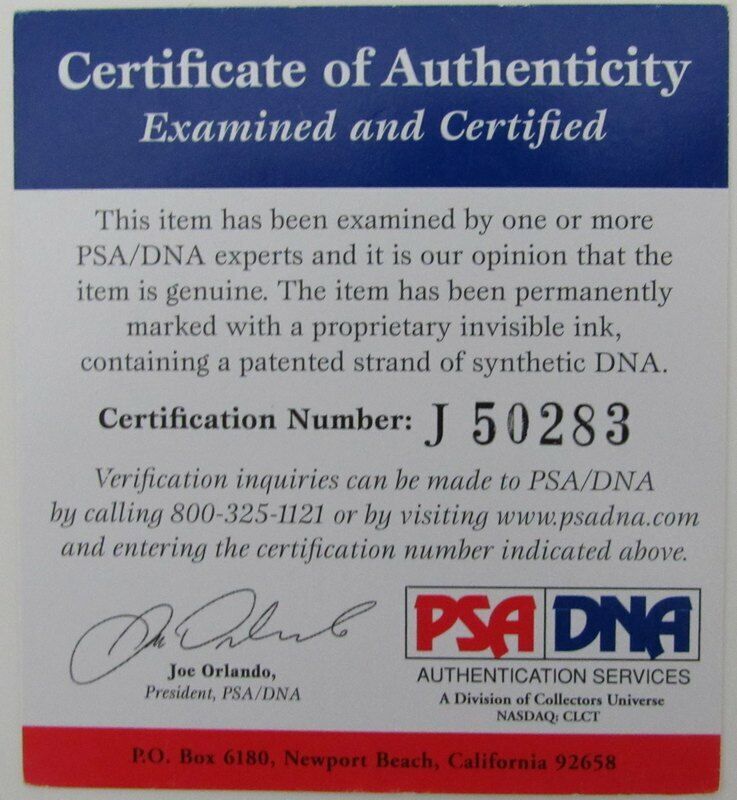 Certificate of Authenticity
Examined and Certified
This item has been examined by one or more
PSA/DNA experts and it is our opinion that the
item is genuine. The item has been permanently
marked with a proprietary invisible ink,
containing a patented strand of synthetic DNA.
Certification Number: J 50283
Verification inquiries can be made to PSA/DNA
by calling 800-325-1121 or by visiting www.psadna.com
and entering the certification number indicated above.
Joe Orlando,
President, PSA/DNA
PSA DNA
AUTHENTICATION SERVICES
A Division of Collectors Universe
NASDAQ: CLCT
P.O. Box 6180, Newport Beach, California 92658